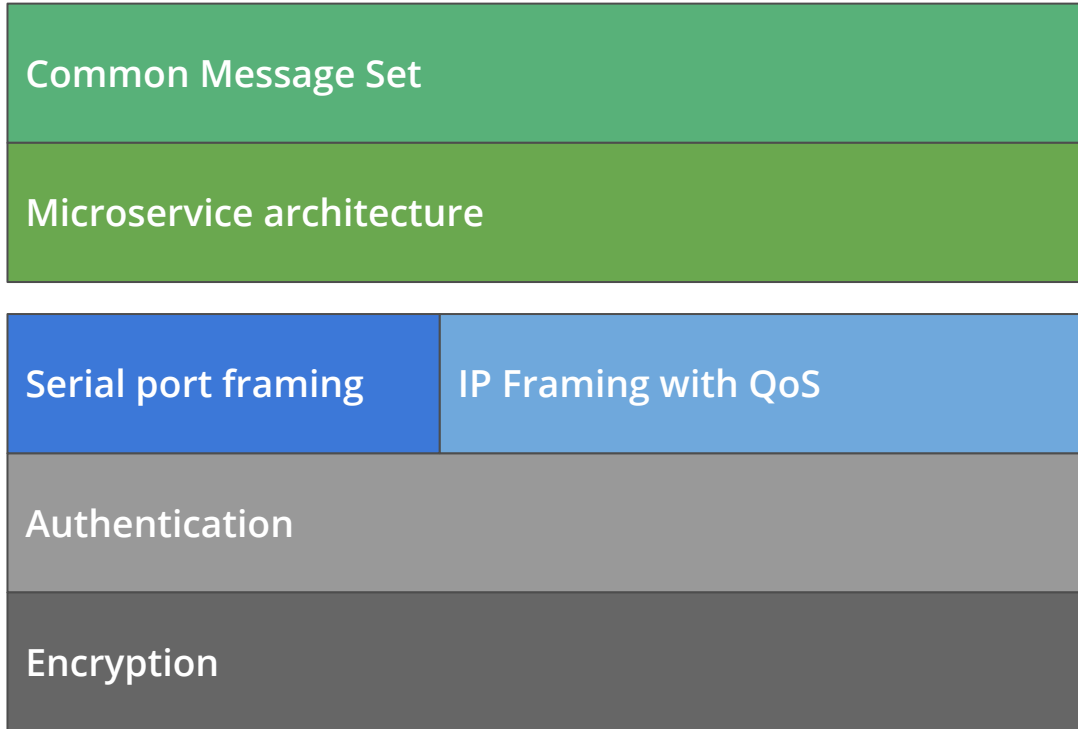 Common Message Set
Microservice architecture
Serial port framing
IP Framing with QoS
Authentication
Encryption